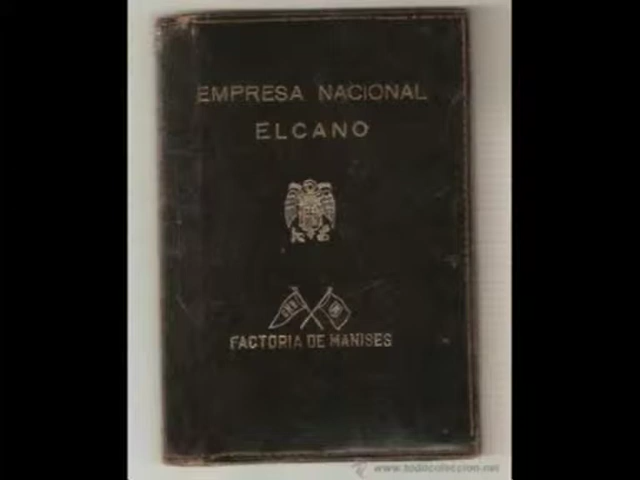 EMPRESA NACIONAL
ELCANO
FACTORIA DE MANISES
www.todocoleccion.net